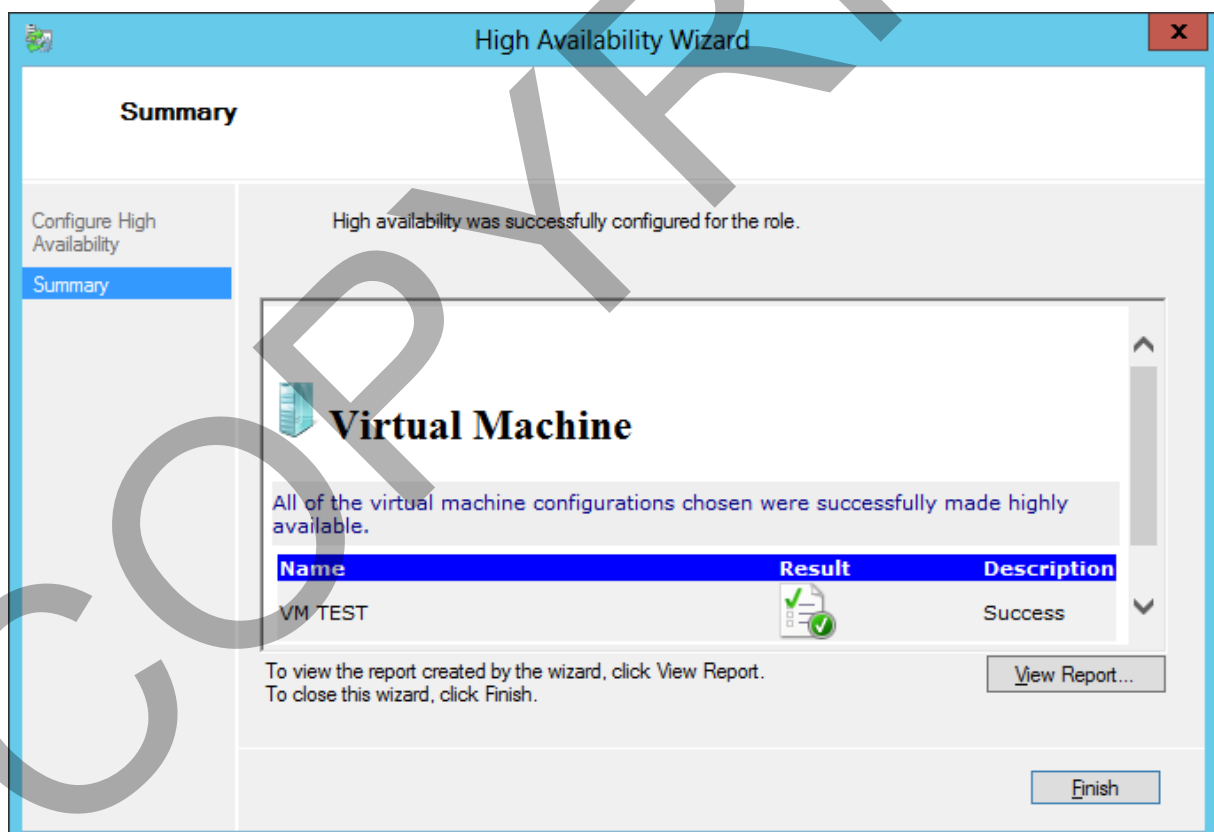 High Availability Wizard
x
Summary
Configure High
Availability
Summary
High availability was successfully configured for the role.
Virtual Machine
All of the virtual machine configurations chosen were successfully made highly
available.
Name Result Description
VM TEST Success
To view the report created by the wizard, click View Report.
To close this wizard, click Finish.
View Report...
Finish
COPYR